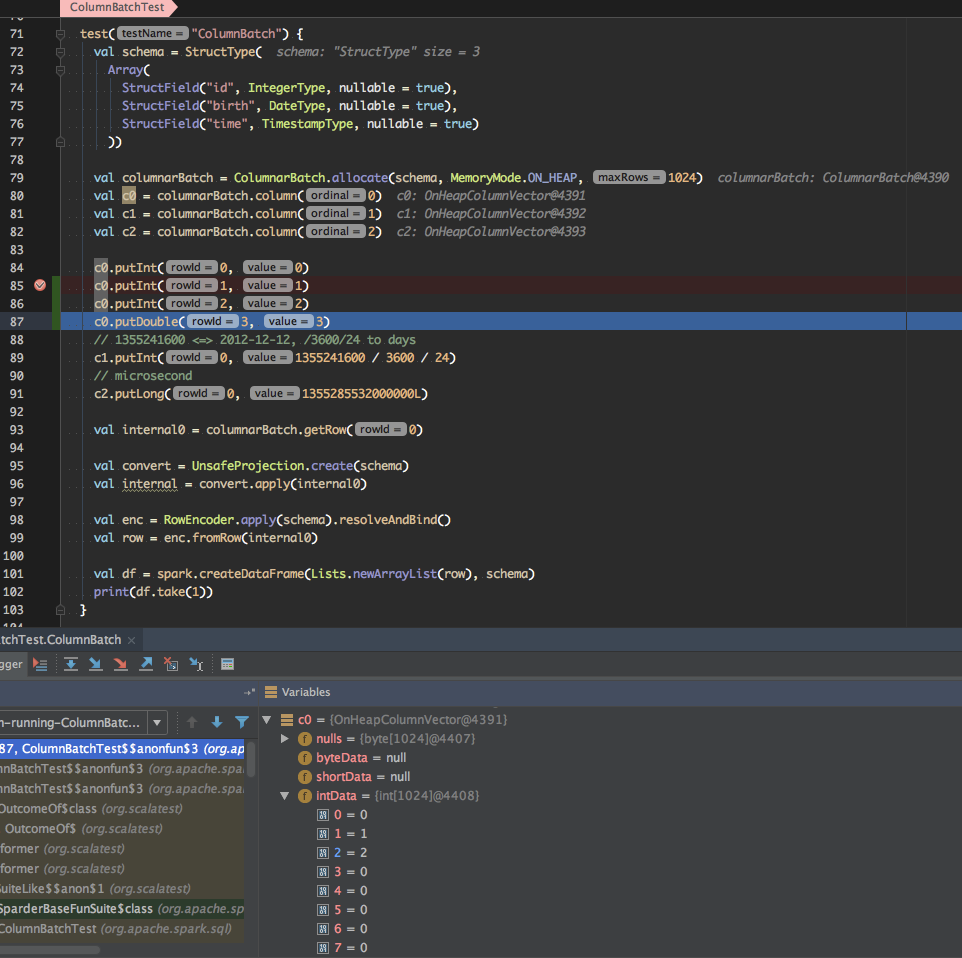 ColumnBatchTest
71 test( testName = "ColumnBatch") {
72 val schema = StructType( schema: "StructType" size = 3
73 Array(
74 StructField("id", IntegerType, nullable = true),
75 StructField("birth", DateType, nullable = true),
76 StructField("time", TimestampType, nullable = true)
77 ))
78
79 val columnarBatch = ColumnarBatch.allocate(schema, MemoryMode.ON_HEAP, maxRows = 1024) columnarBatch: ColumnarBatch@4390
80 val c0 = columnarBatch.column( ordinal = 0) c0: OnHeapColumnVector@4391
81 val c1 = columnarBatch.column( ordinal = 1) c1: OnHeapColumnVector@4392
82 val c2 = columnarBatch.column( ordinal = 2) c2: OnHeapColumnVector@4393
83
84 c0.putInt( rowId = 0, value = 0)
85 c0.putInt( rowId = 1, value = 1)
86 c0.putInt( rowId = 2, value = 2)
87 c0.putDouble( rowId = 3, value = 3)
88 // 1355241600 <=> 2012-12-12, /3600/24 to days
89 c1.putInt( rowId = 0, value = 1355241600 / 3600 / 24)
90 // microsecond
91 c2.putLong( rowId = 0, value = 1355285532000000L)
92
93 val internal0 = columnarBatch.getRow( rowId = 0)
94
95 val convert = UnsafeProjection.create(schema)
96 val internal = convert.apply(internal0)
97
98 val enc = RowEncoder.apply(schema).resolveAndBind()
99 val row = enc.fromRow(internal0)
100
101 val df = spark.createDataFrame(Lists.newArrayList(row), schema)
102 print(df.take(1))
103 }
atchTest.ColumnBatch
gger
Variables
n-running-ColumnBatc...
87, ColumnBatchTest$$anonfun$3 (org.ap
nnBatchTest$$anonfun$3 (org.apache.spa
nnBatchTest$$anonfun$3 (org.apache.spa
OutcomeOf$class (org.scalatest)
OutcomeOf$ (org.scalatest)
former (org.scalatest)
former (org.scalatest)
SuiteLike$$anon$1 (org.scalatest)
SparderBaseFunSuite$class (org.apache.sp
ColumnBatchTest (org.apache.spark.sql)
c0 = {OnHeapColumnVector@4391}
nulls = {byte[1024]@4407}
byteData = null
shortData = null
intData = {int[1024]@4408}
0 = 0
1 = 1
2 = 2
3 = 0
4 = 0
5 = 0
6 = 0
7 = 0